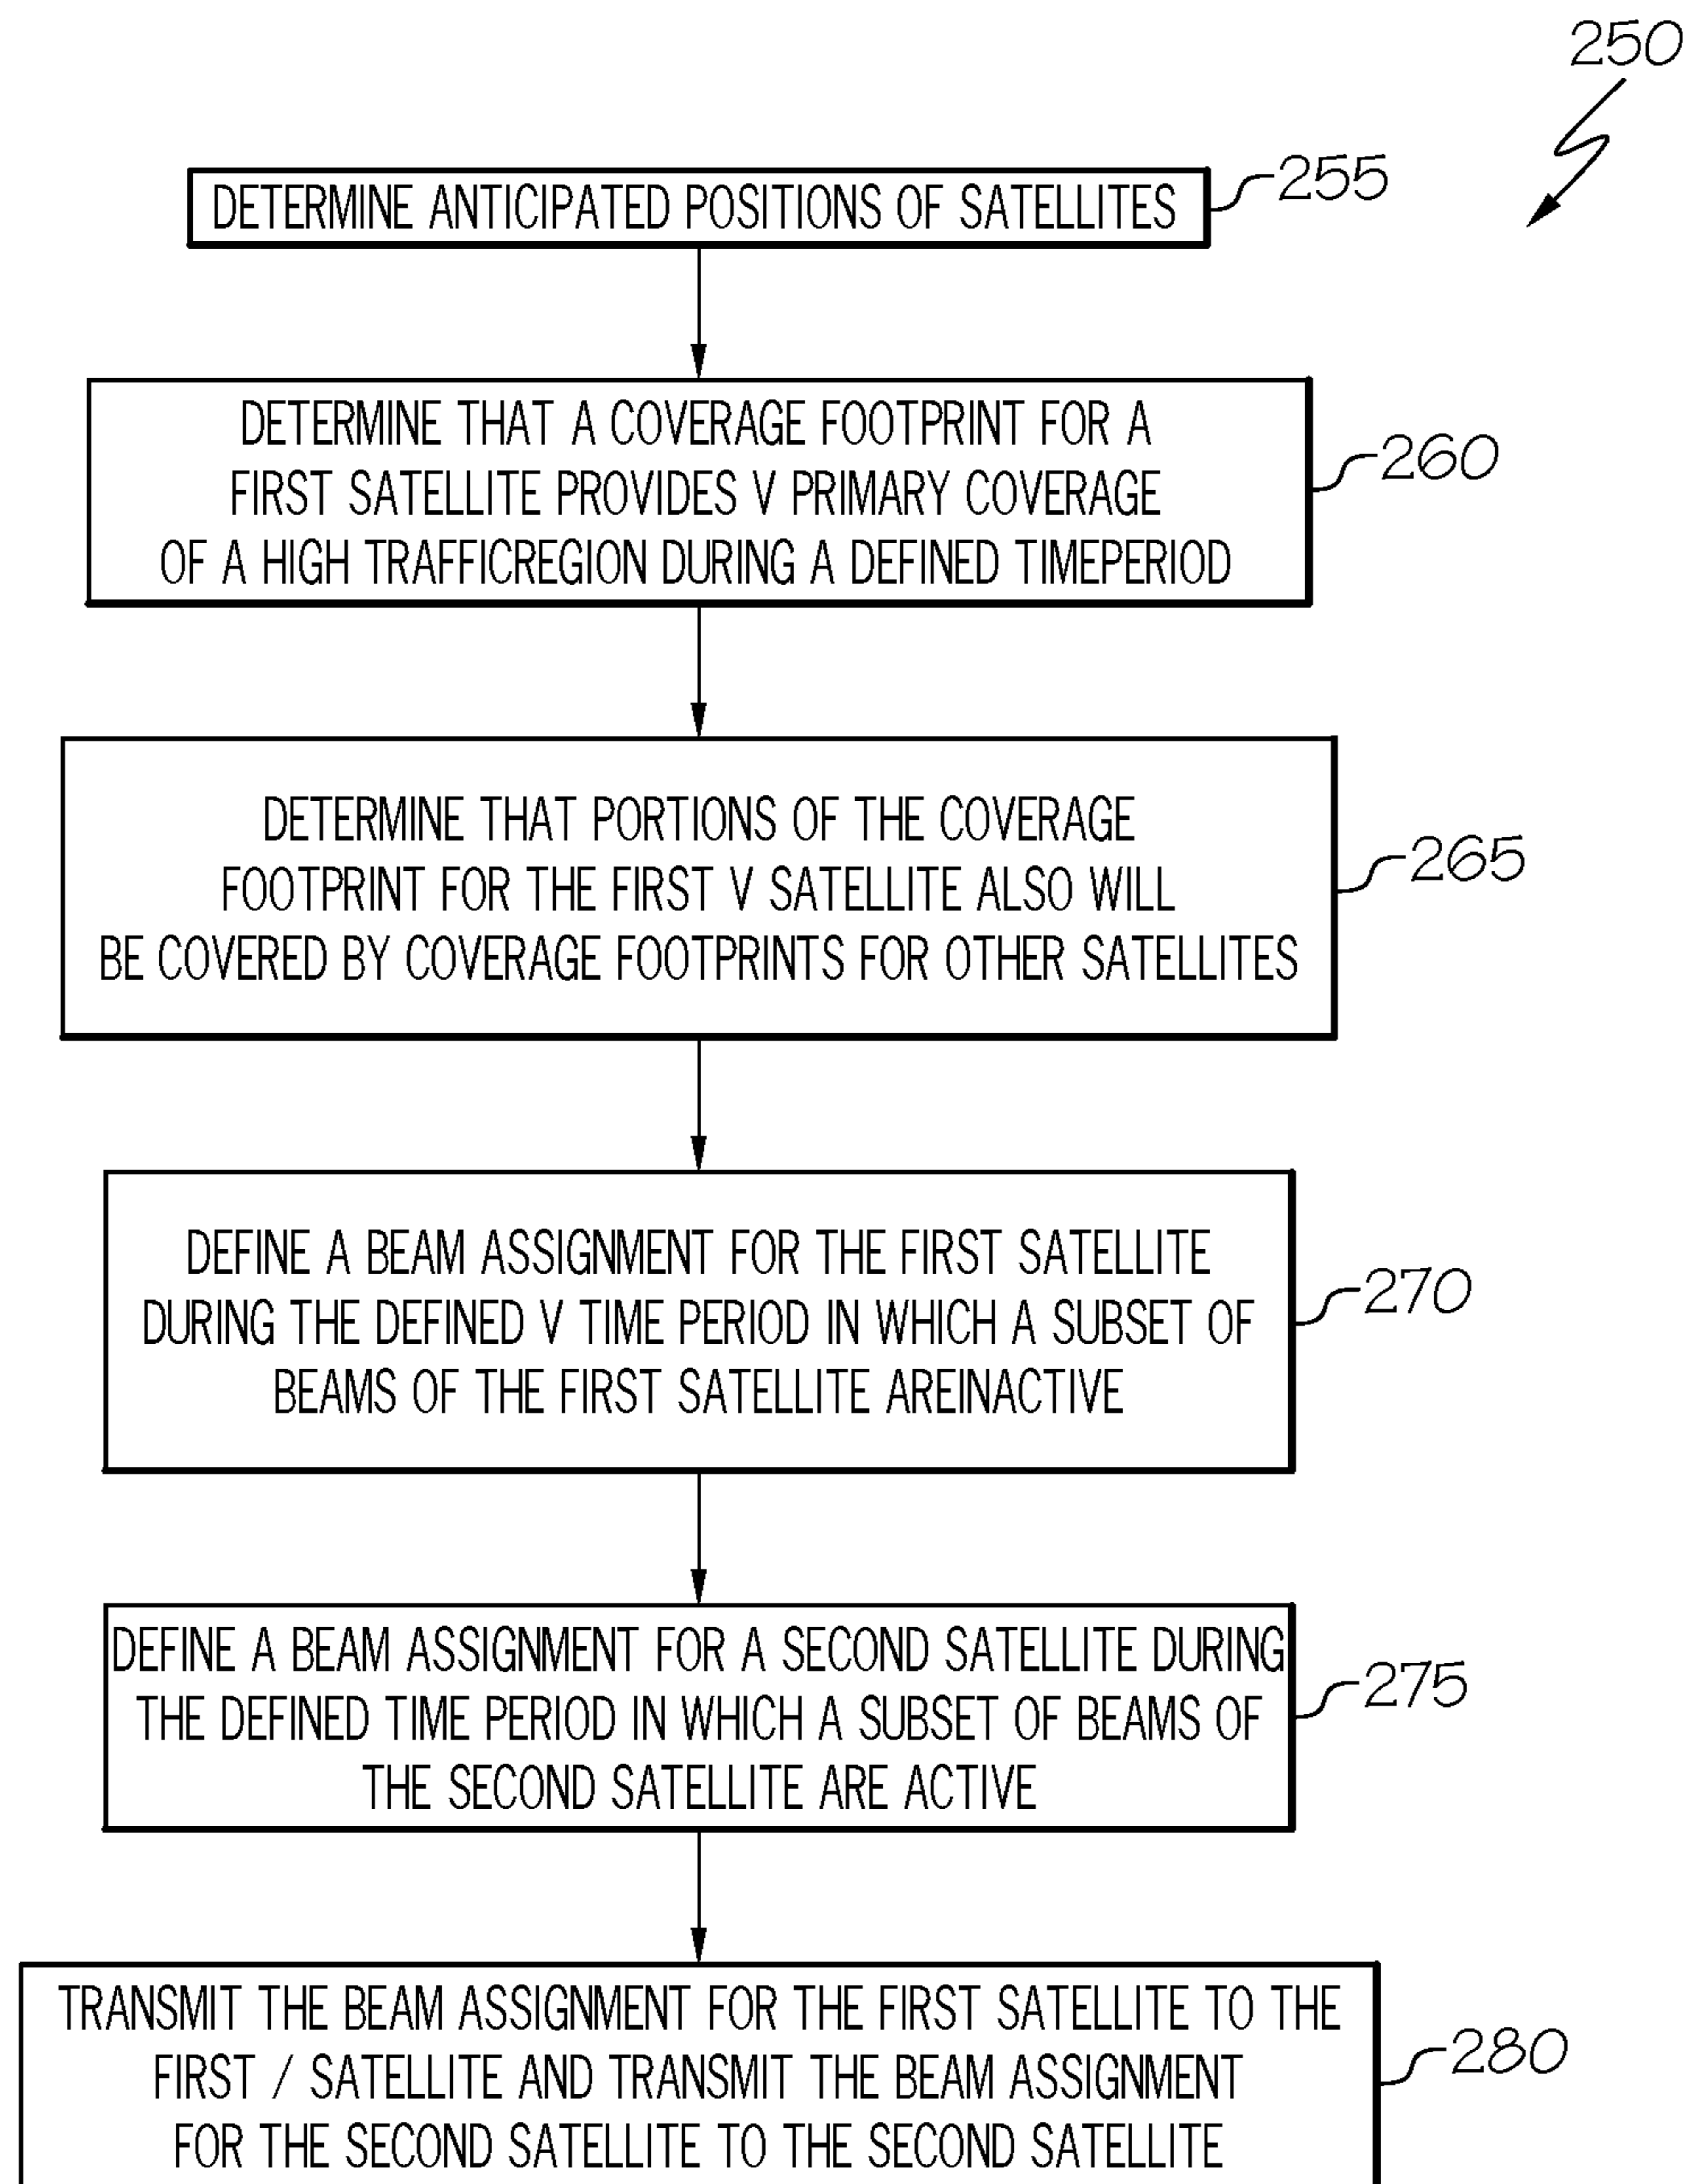 250
DETERMINE ANTICIPATED POSITIONS OF SATELLITES
255
DETERMINE THAT A COVERAGE FOOTPRINT FOR A
FIRST SATELLITE PROVIDES V PRIMARY COVERAGE
OF A HIGH TRAFFICREGION DURING A DEFINED TIMEPERIOD
260
DETERMINE THAT PORTIONS OF THE COVERAGE
FOOTPRINT FOR THE FIRST V SATELLITE ALSO WILL
BE COVERED BY COVERAGE FOOTPRINTS FOR OTHER SATELLITES
265
DEFINE A BEAM ASSIGNMENT FOR THE FIRST SATELLITE
DURING THE DEFINED V TIME PERIOD IN WHICH A SUBSET OF
BEAMS OF THE FIRST SATELLITE AREINACTIVE
270
DEFINE A BEAM ASSIGNMENT FOR A SECOND SATELLITE DURING
THE DEFINED TIME PERIOD IN WHICH A SUBSET OF BEAMS OF
THE SECOND SATELLITE ARE ACTIVE
275
TRANSMIT THE BEAM ASSIGNMENT FOR THE FIRST SATELLITE TO THE
FIRST / SATELLITE AND TRANSMIT THE BEAM ASSIGNMENT
FOR THE SECOND SATELLITE TO THE SECOND SATELLITE
280